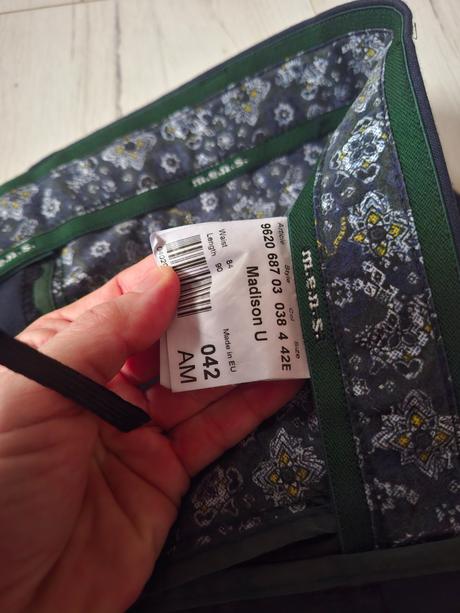 m.e.n.s.
m.e.n.s.
Article Style Col Size
9620 687 03 038 4 42E
Madison U
Waist 84
Length 90
Made in EU
042
AM